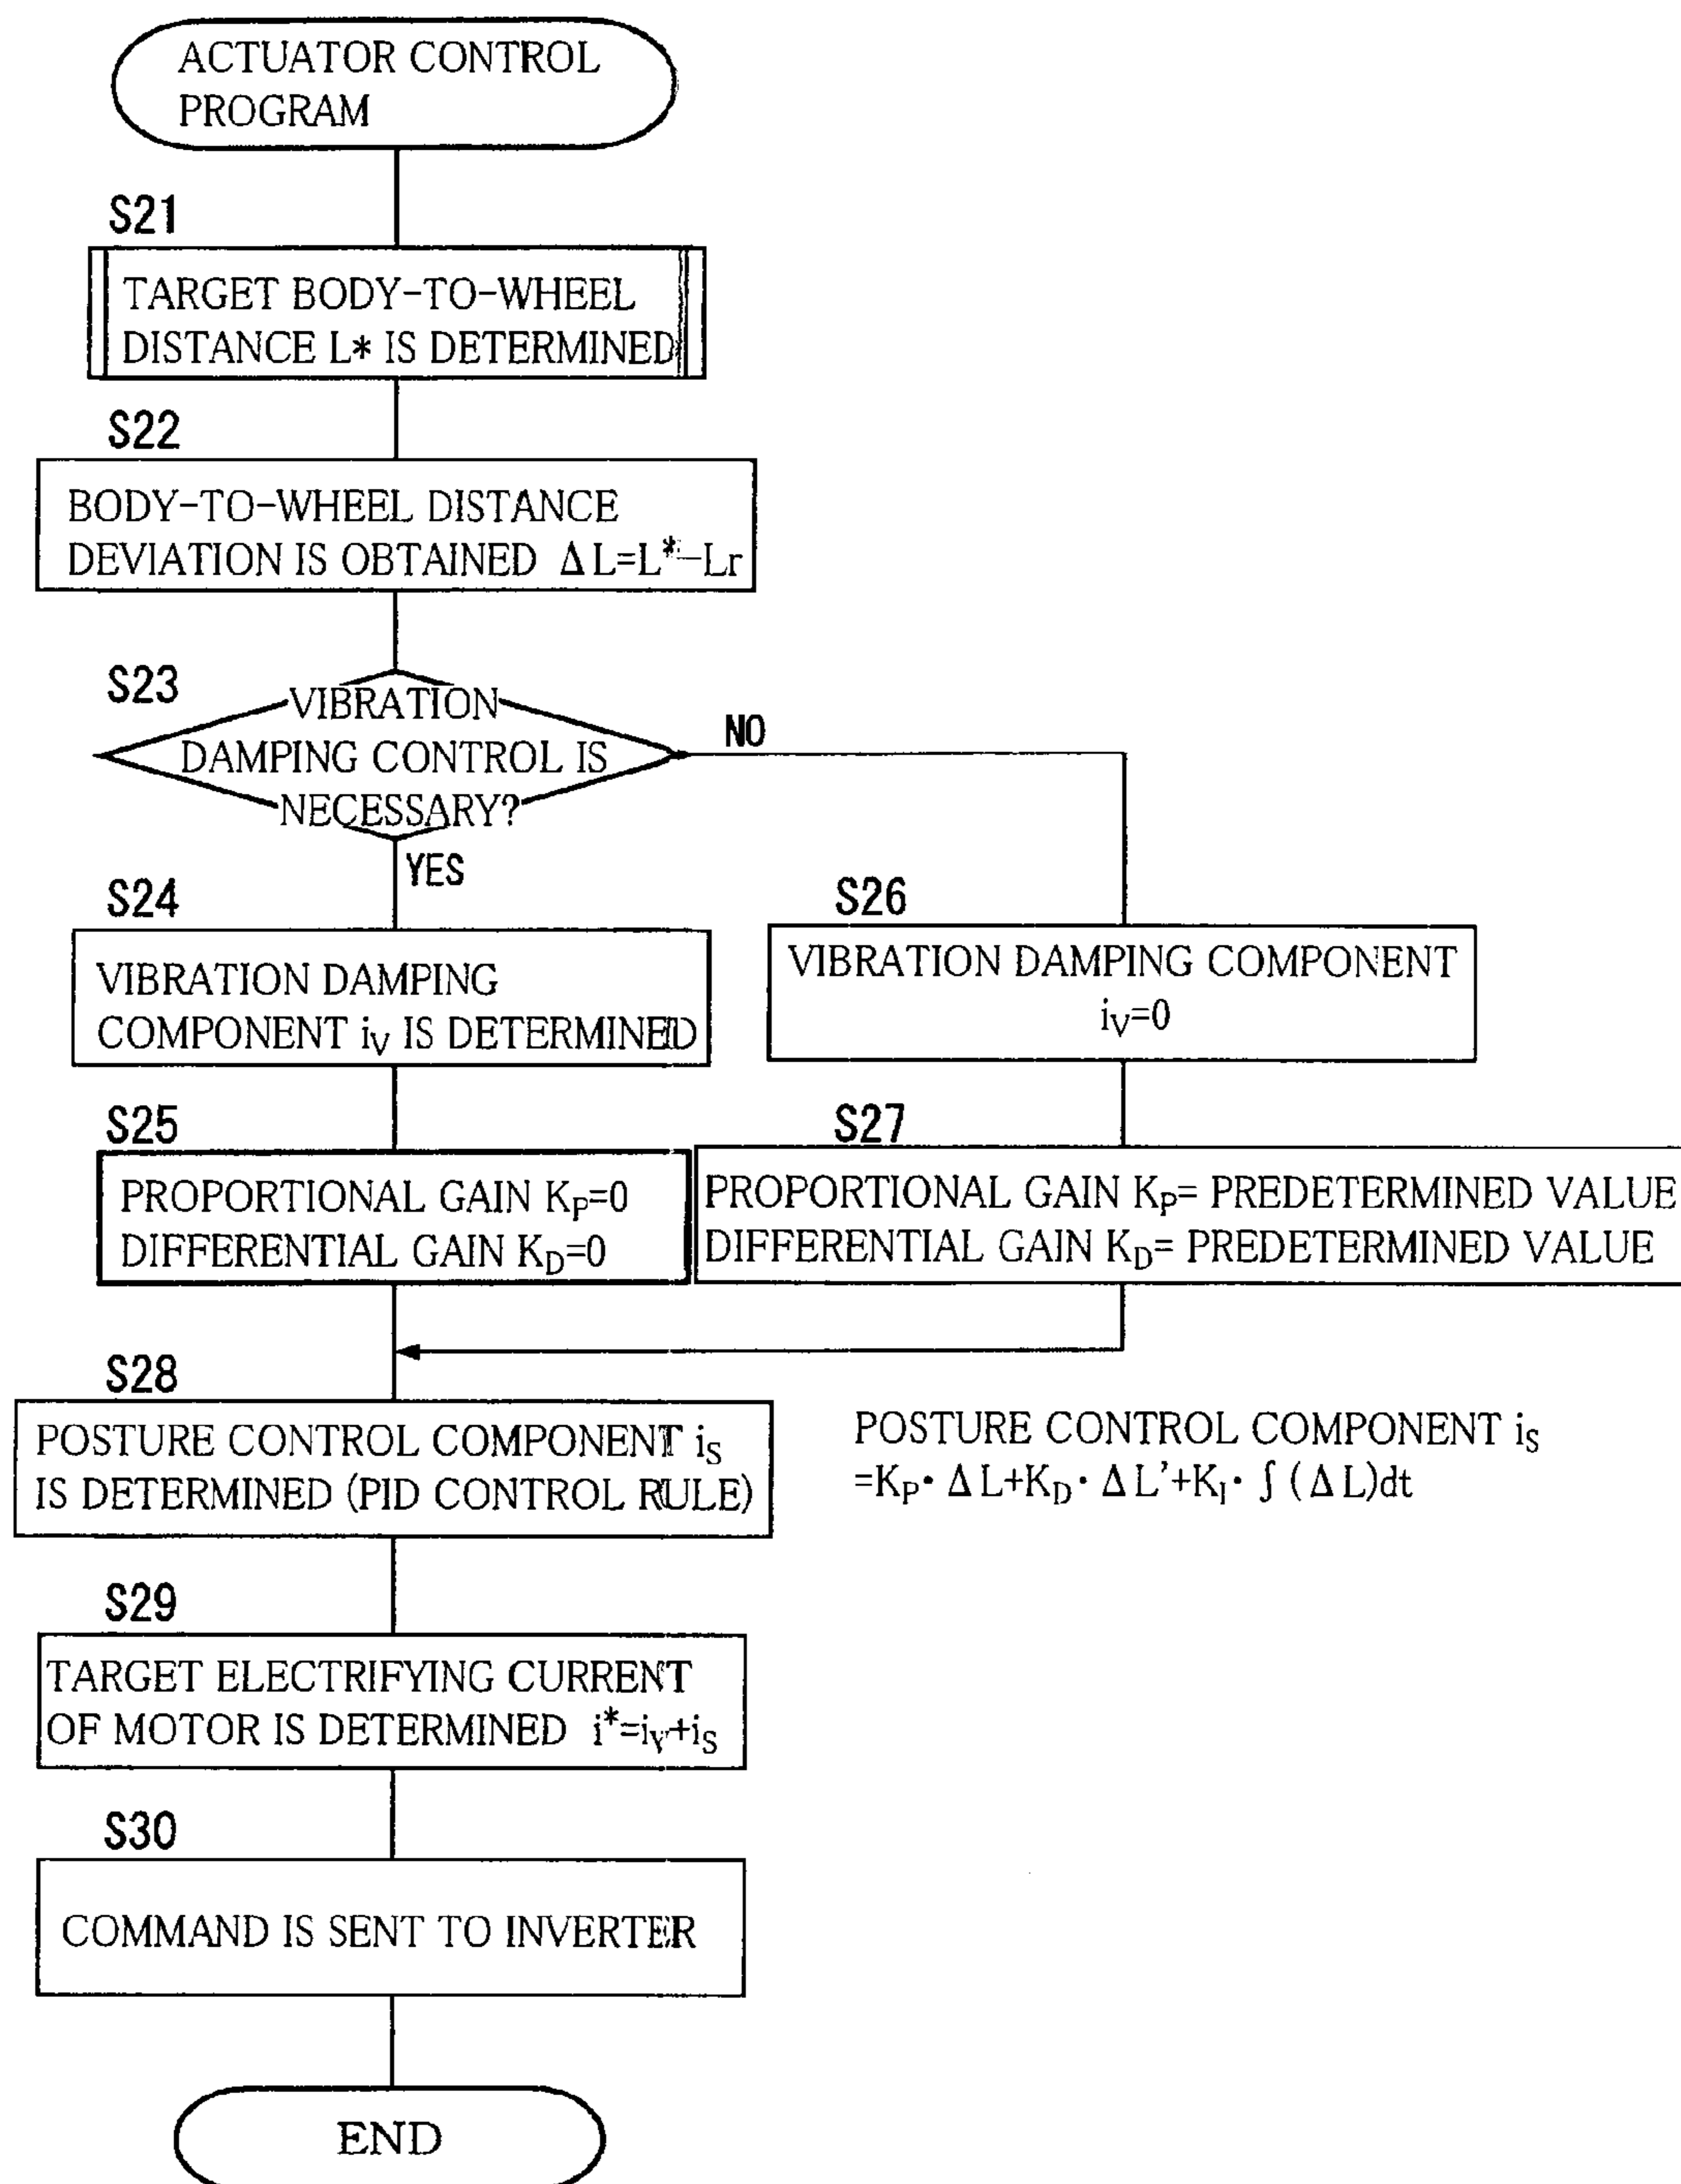 ACTUATOR CONTROL
PROGRAM
S21
TARGET BODY-TO-WHEEL
DISTANCE L* IS DETERMINED
S22
BODY-TO-WHEEL DISTANCE
DEVIATION IS OBTAINED ΔL=L*-Lr
S23
VIBRATION
DAMPING CONTROL IS
NECESSARY?
NO
YES
S24
VIBRATION DAMPING
COMPONENT iV IS DETERMINED
S26
VIBRATION DAMPING COMPONENT
iV=0
S25
PROPORTIONAL GAIN KP=0
DIFFERENTIAL GAIN KD=0
S27
PROPORTIONAL GAIN KP= PREDETERMINED VALUE
DIFFERENTIAL GAIN KD= PREDETERMINED VALUE
S28
POSTURE CONTROL COMPONENT iS
IS DETERMINED (PID CONTROL RULE)
POSTURE CONTROL COMPONENT iS
=KP・ΔL+KD・ΔL'+KI・∫(ΔL)dt
S29
TARGET ELECTRIFYING CURRENT
OF MOTOR IS DETERMINED i*=iV+iS
S30
COMMAND IS SENT TO INVERTER
END